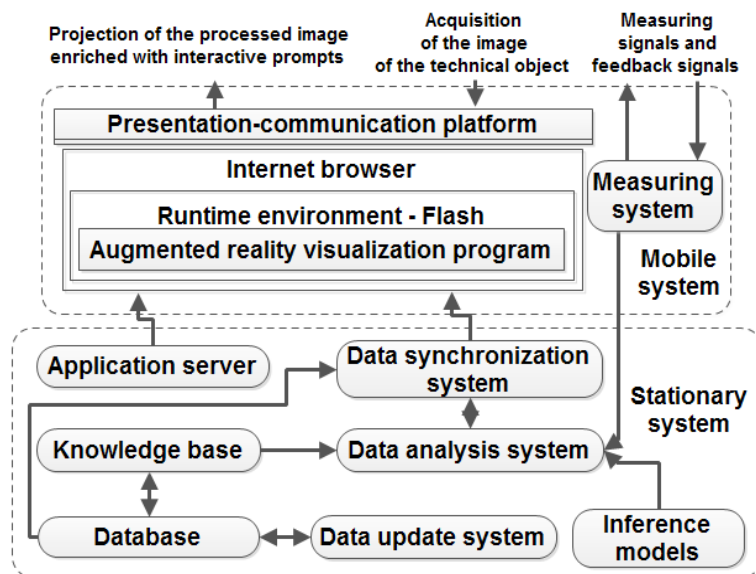 Projection of the processed image
enriched with interactive prompts
Acquisition
of the image
of the technical object
Measuring
signals and
feedback signals
Presentation-communication platform
Internet browser
Runtime environment - Flash
Augmented reality visualization program
Measuring
system
Mobile
system
Application server
Data synchronization
system
Stationary
system
Knowledge base
Data analysis system
Database
Data update system
Inference
models